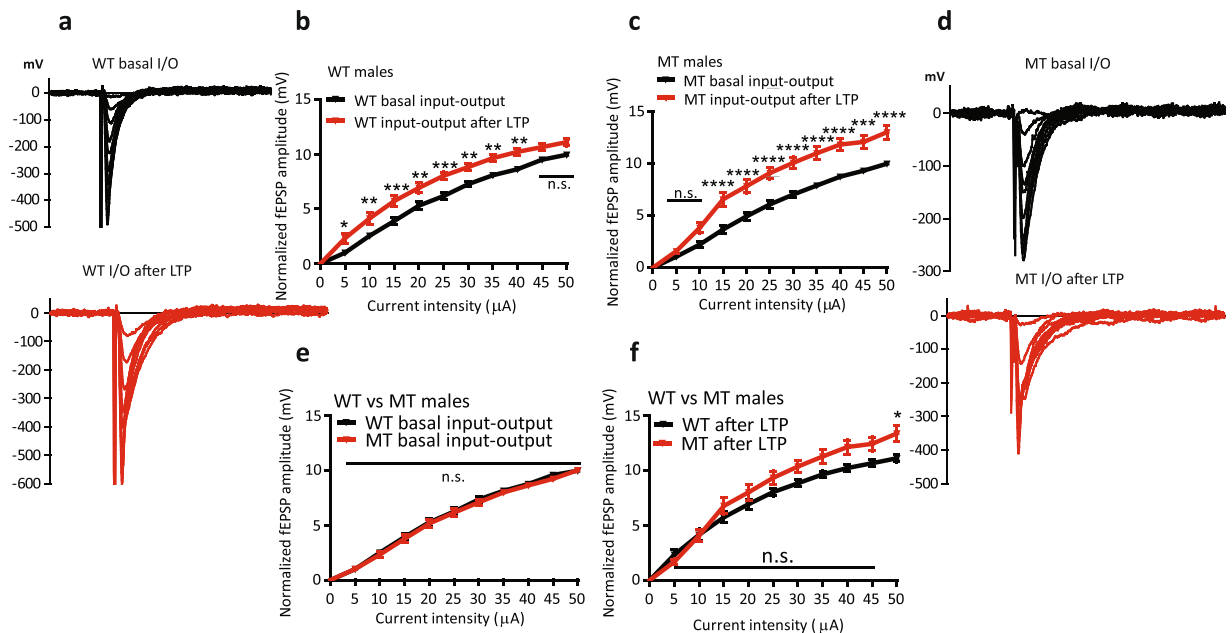 a
mV
WT basal I/O
0
-100
-200
-300
-400
-500
WT I/O after LTP
0
-100
-200
-300
-400
-500
-600
b
WT males
WT basal input-output
WT input-output after LTP
Normalized fEPSP amplitude (mV)
15
10
5
0
* ** *** ** *** ** ** **
n.s.
0 5 10 15 20 25 30 35 40 45 50
Current intensity (μA)
c
MT males
MT basal input-output
MT input-output after LTP
Normalized fEPSP amplitude (mV)
15
10
5
0
n.s.
**** **** **** **** **** **** *** ****
0 5 10 15 20 25 30 35 40 45 50
Current intensity (μA)
d
MT basal I/O
mV
0
-100
-200
-300
MT I/O after LTP
0
-100
-200
-300
-400
-500
e
WT vs MT males
WT basal input-output
MT basal input-output
Normalized fEPSP amplitude (mV)
15
10
5
0
n.s.
0 5 10 15 20 25 30 35 40 45 50
Current intensity (μA)
f
WT vs MT males
WT after LTP
MT after LTP
Normalized fEPSP amplitude (mV)
15
10
5
0
*
n.s.
0 5 10 15 20 25 30 35 40 45 50
Current intensity (μA)